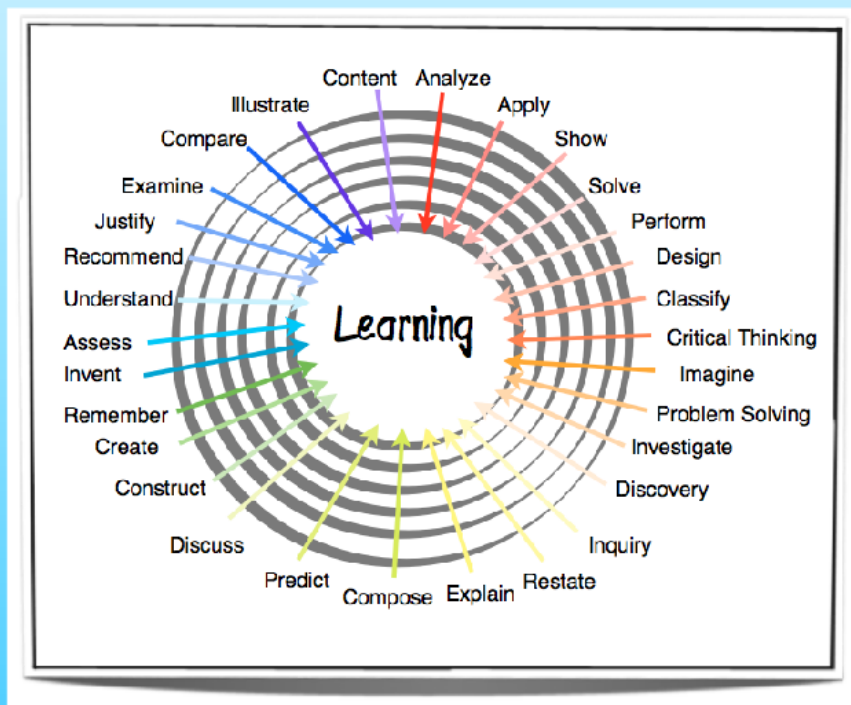 Content
Analyze
Illustrate
Apply
Compare
Show
Examine
Solve
Justify
Perform
Recommend
Design
Understand
Classify
Assess
Learning
Critical Thinking
Invent
Imagine
Remember
Problem Solving
Create
Investigate
Construct
Discovery
Discuss
Inquiry
Predict
Compose
Explain
Restate